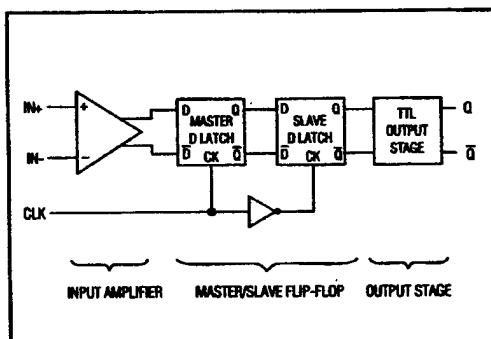 IN+
+
IN-
−
D
Q
MASTER
D LATCH
D̅
CK
Q̅
D
Q
SLAVE
D LATCH
D̅
CK
Q̅
TTL
OUTPUT
STAGE
Q
Q̅
CLK
INPUT AMPLIFIER
MASTER/SLAVE FLIP-FLOP
OUTPUT STAGE